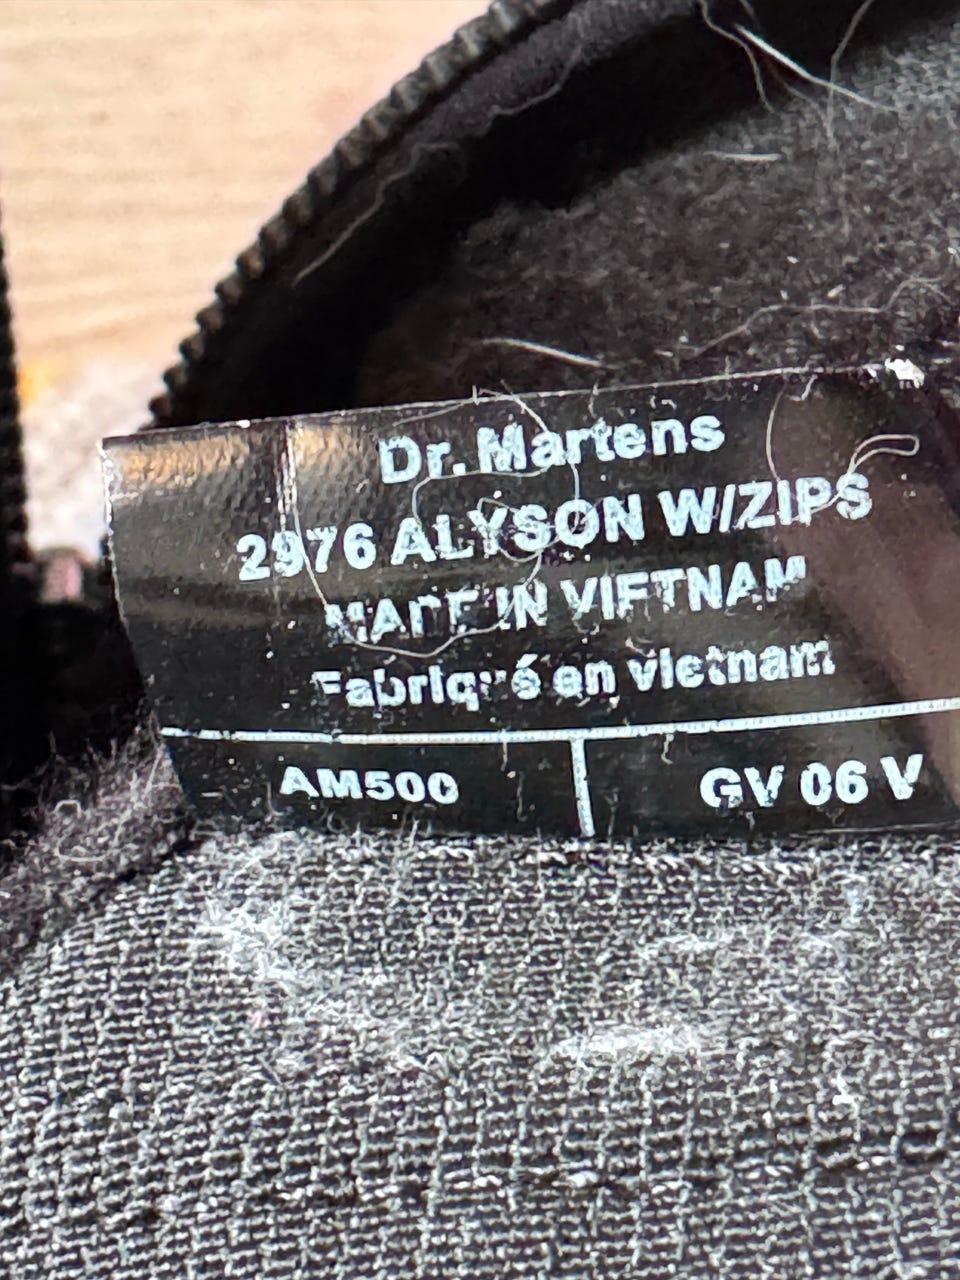 Dr. Martens
2976 ALYSON W/ZIPS
MADE IN VIETNAM
Fabriqué en vietnam
AM500
GV 06 V